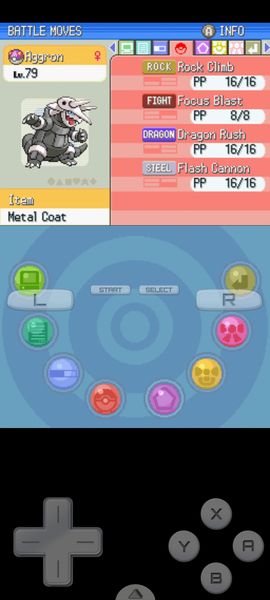 BATTLE MOVES
A INFO
Aggron ♀
Lv.79
ROCK Rock Climb
PP 16/16
FIGHT Focus Blast
PP 8/8
DRAGON Dragon Rush
PP 16/16
STEEL Flash Cannon
PP 16/16
Item
Metal Coat
L
START
SELECT
R
X
Y
A
B